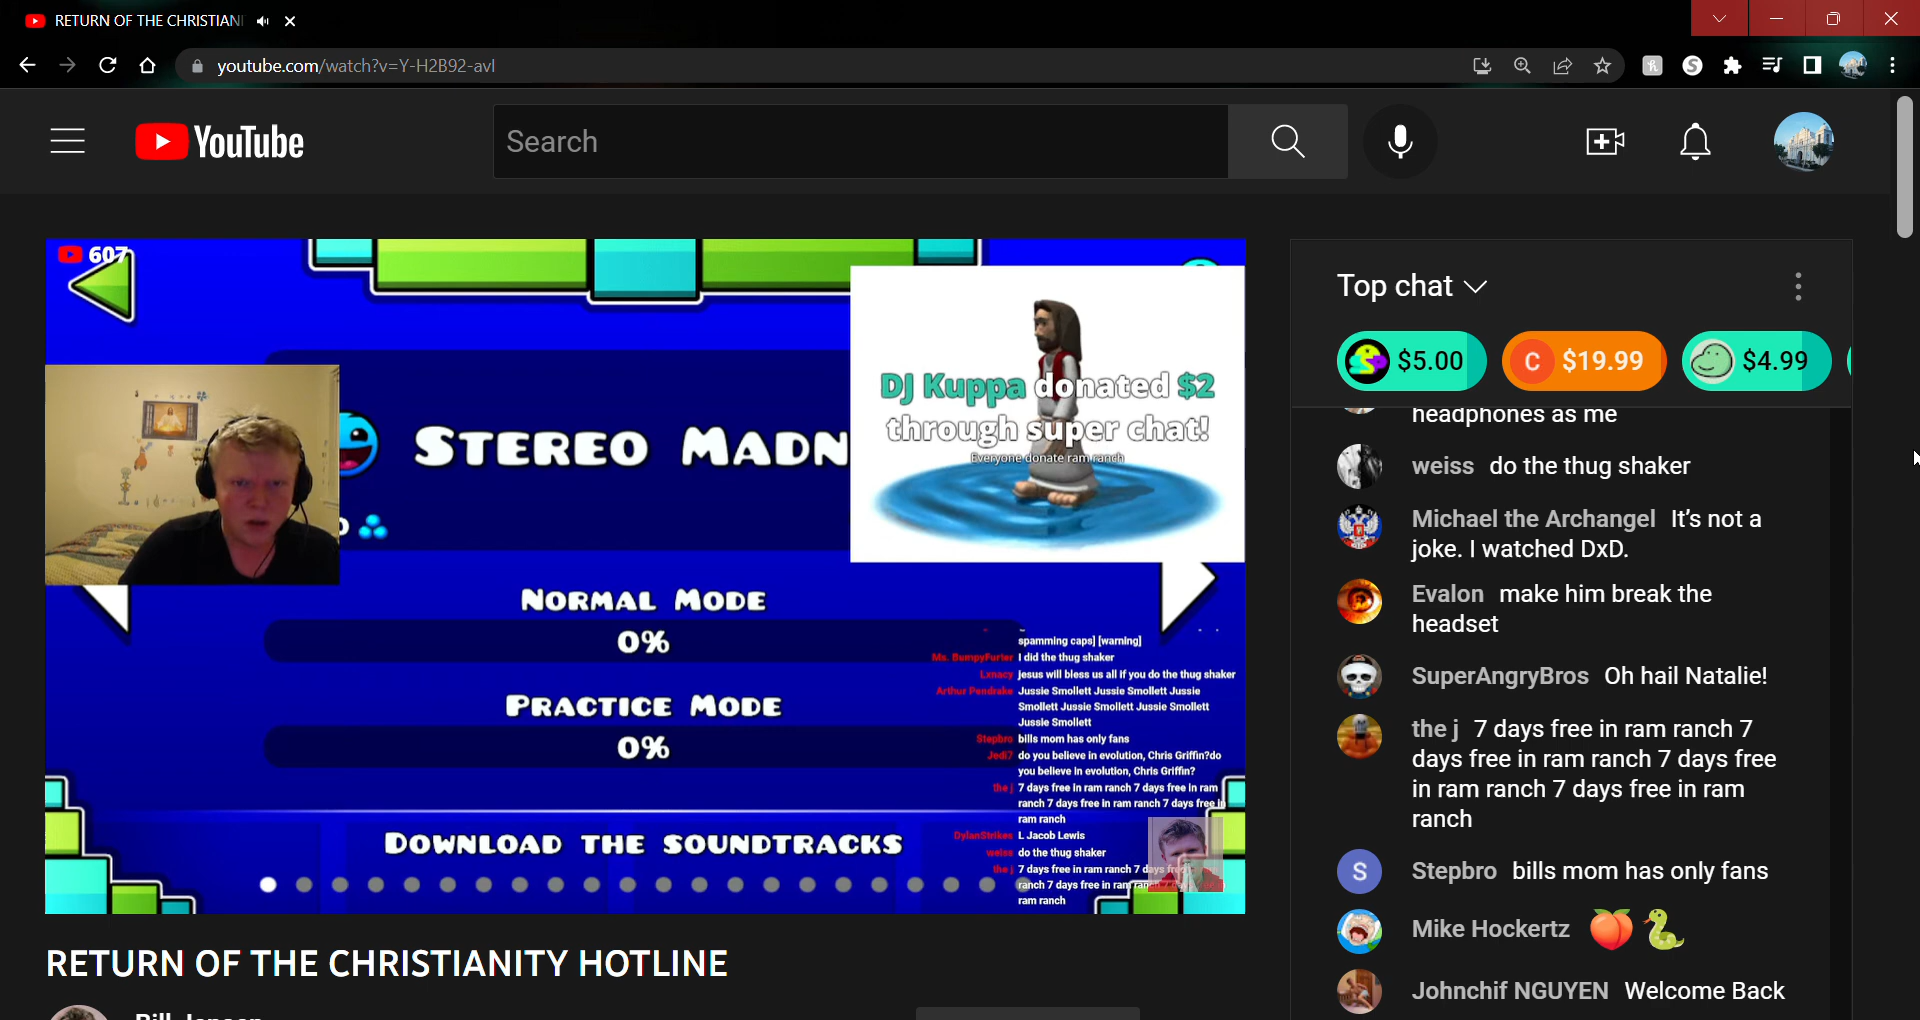 RETURN OF THE CHRISTIAN
youtube.com/watch?v=Y-H2B92-avI
YouTube
Search
607
STEREO MADN
DJ Kuppa donated $2
through super chat!
Everyone donate ram ranch
NORMAL MODE
0%
PRACTICE MODE
0%
DOWNLOAD THE SOUNDTRACKS
spamming caps] [warning]
Ms. BumpyFurter I did the thug shaker
Lxnacy jesus will bless us all if you do the thug shaker
Arthur Pendrake Jussie Smollett Jussie Smollett Jussie
Smollett Jussie Smollett Jussie Smollett
Jussie Smollett
Stepbro bills mom has only fans
Jedi7 do you believe in evolution, Chris Griffin?do
you believe in evolution, Chris Griffin?
the j 7 days free in ram ranch 7 days free in ram
ranch 7 days free in ram ranch 7 days free in
ram ranch
DylanStrikes L Jacob Lewis
weiss do the thug shaker
the j 7 days free in ram ranch 7 days free
ranch 7 days free in ram ranch 7
ram ranch
RETURN OF THE CHRISTIANITY HOTLINE
Top chat
$5.00
C $19.99
$4.99
headphones as me
weiss do the thug shaker
Michael the Archangel It's not a
joke. I watched DxD.
Evalon make him break the
headset
SuperAngryBros Oh hail Natalie!
the j 7 days free in ram ranch 7
days free in ram ranch 7 days free
in ram ranch 7 days free in ram
ranch
S Stepbro bills mom has only fans
Mike Hockertz 🍑🐍
Johnchif NGUYEN Welcome Back